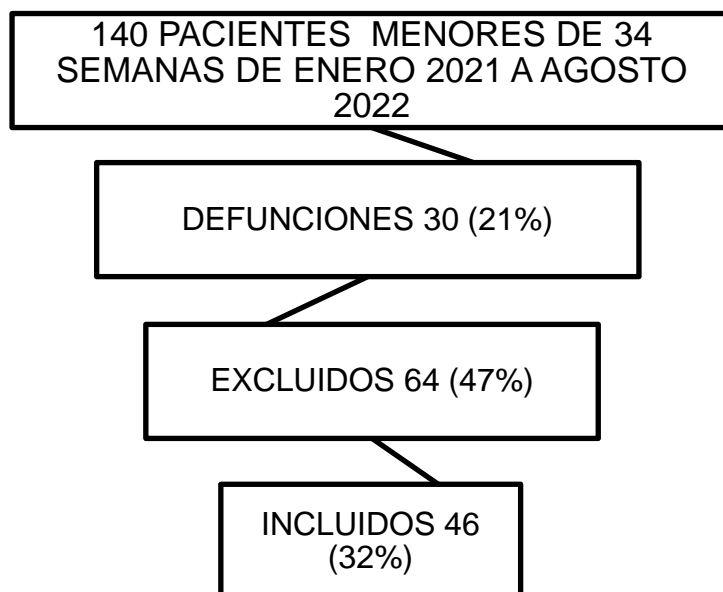 140 PACIENTES  MENORES DE 34
SEMANAS DE ENERO 2021 A AGOSTO
2022
DEFUNCIONES 30 (21%)
EXCLUIDOS 64 (47%)
INCLUIDOS 46
(32%)